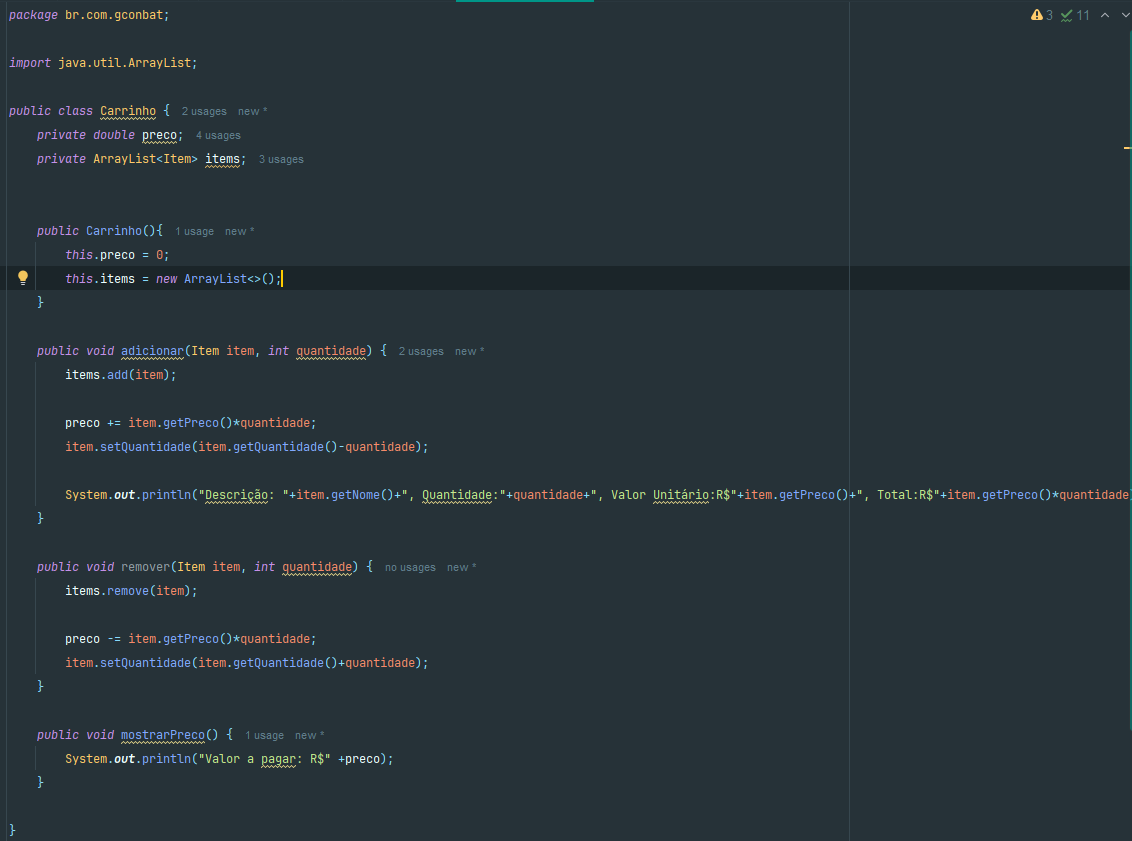 package br.com.gconbat;
3 11
import java.util.ArrayList;
public class Carrinho { 2 usages new *
private double preco; 4 usages
private ArrayList<Item> items; 3 usages
public Carrinho(){ 1 usage new *
this.preco = 0;
this.items = new ArrayList<>();
}
public void adicionar(Item item, int quantidade) { 2 usages new *
items.add(item);
preco += item.getPreco()*quantidade;
item.setQuantidade(item.getQuantidade()-quantidade);
System.out.println("Descrição: "+item.getNome()+", Quantidade:"+quantidade+", Valor Unitário:R$"+item.getPreco()+", Total:R$"+item.getPreco()*quantidade
}
public void remover(Item item, int quantidade) { no usages new *
items.remove(item);
preco -= item.getPreco()*quantidade;
item.setQuantidade(item.getQuantidade()+quantidade);
}
public void mostrarPreco() { 1 usage new *
System.out.println("Valor a pagar: R$" +preco);
}
}